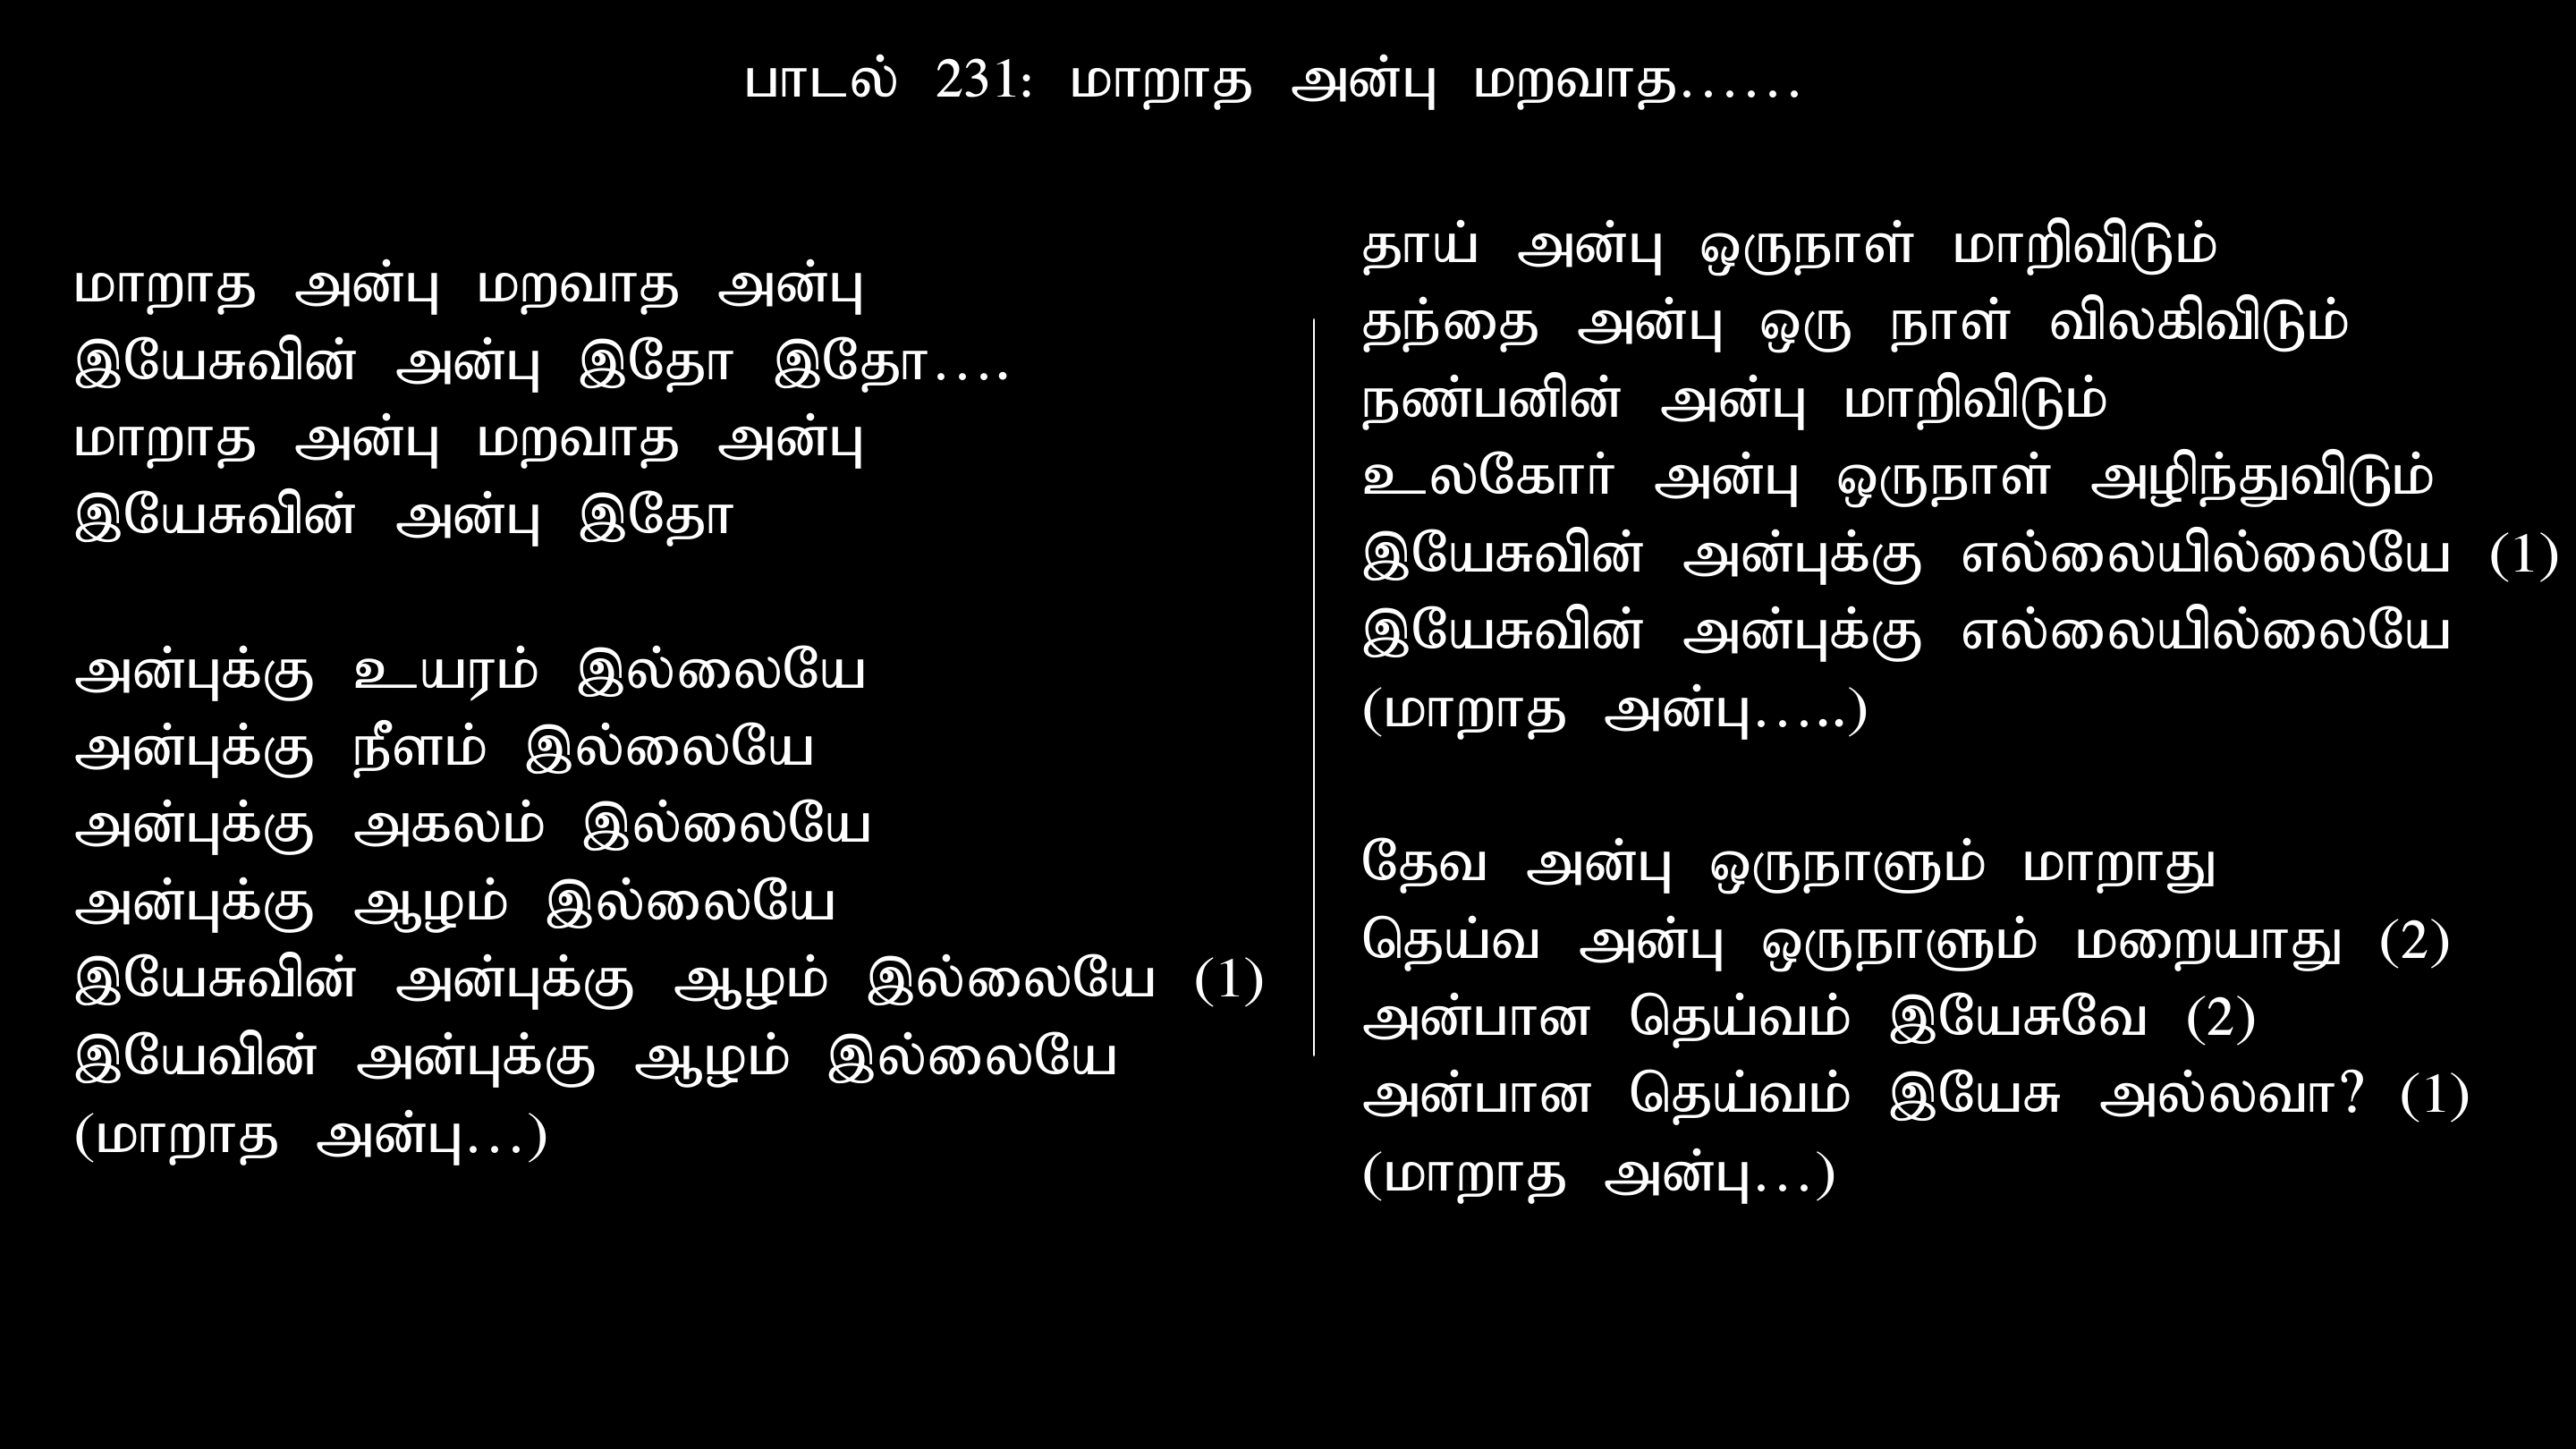 பாடல் 231: மாறாத அன்பு மறவாத......
மாறாத அன்பு மறவாத அன்பு
இயேசுவின் அன்பு இதோ இதோ....
மாறாத அன்பு மறவாத அன்பு
இயேசுவின் அன்பு இதோ
அன்புக்கு உயரம் இல்லையே
அன்புக்கு நீளம் இல்லையே
அன்புக்கு அகலம் இல்லையே
அன்புக்கு ஆழம் இல்லையே
இயேசுவின் அன்புக்கு ஆழம் இல்லையே (1)
இயேவின் அன்புக்கு ஆழம் இல்லையே
(மாறாத அன்பு...)
தாய் அன்பு ஒருநாள் மாறிவிடும்
தந்தை அன்பு ஒரு நாள் விலகிவிடும்
நண்பனின் அன்பு மாறிவிடும்
உலகோர் அன்பு ஒருநாள் அழிந்துவிடும்
இயேசுவின் அன்புக்கு எல்லையில்லையே (1)
இயேசுவின் அன்புக்கு எல்லையில்லையே
(மாறாத அன்பு.....)
தேவ அன்பு ஒருநாளும் மாறாது
தெய்வ அன்பு ஒருநாளும் மறையாது (2)
அன்பான தெய்வம் இயேசுவே (2)
அன்பான தெய்வம் இயேசு அல்லவா? (1)
(மாறாத அன்பு...)